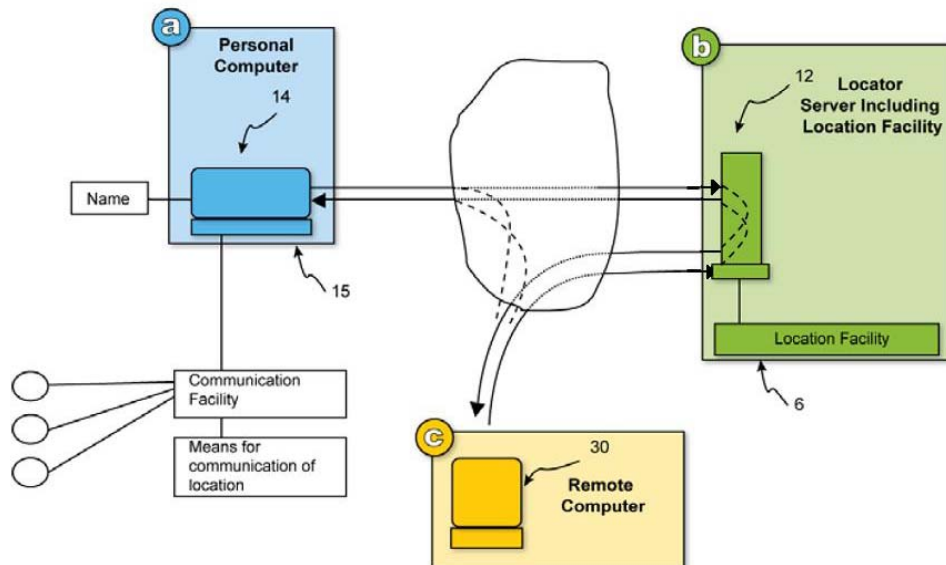 a
Personal
Computer
14
Name
15
Communication
Facility
Means for
communication of
location
b
12
Locator
Server Including
Location Facility
Location Facility
6
c
30
Remote
Computer